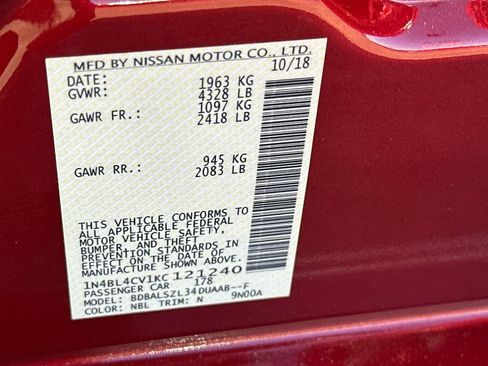 MFD BY NISSAN MOTOR CO., LTD.
DATE: 10/18
GVWR: 1963 KG
4328 LB
GAWR FR.: 1097 KG
2418 LB
GAWR RR.: 945 KG
2083 LB
THIS VEHICLE CONFORMS TO
ALL APPLICABLE FEDERAL
MOTOR VEHICLE SAFETY,
BUMPER, AND THEFT
PREVENTION STANDARDS
IN EFFECT ON THE DATE OF
MANUFACTURE SHOWN ABOVE.
1N4BL4CV1KC 121240
PASSENGER CAR 178
MODEL: BDBALSZL34DUAAB--F
COLOR: NBL TRIM: N 9N00A